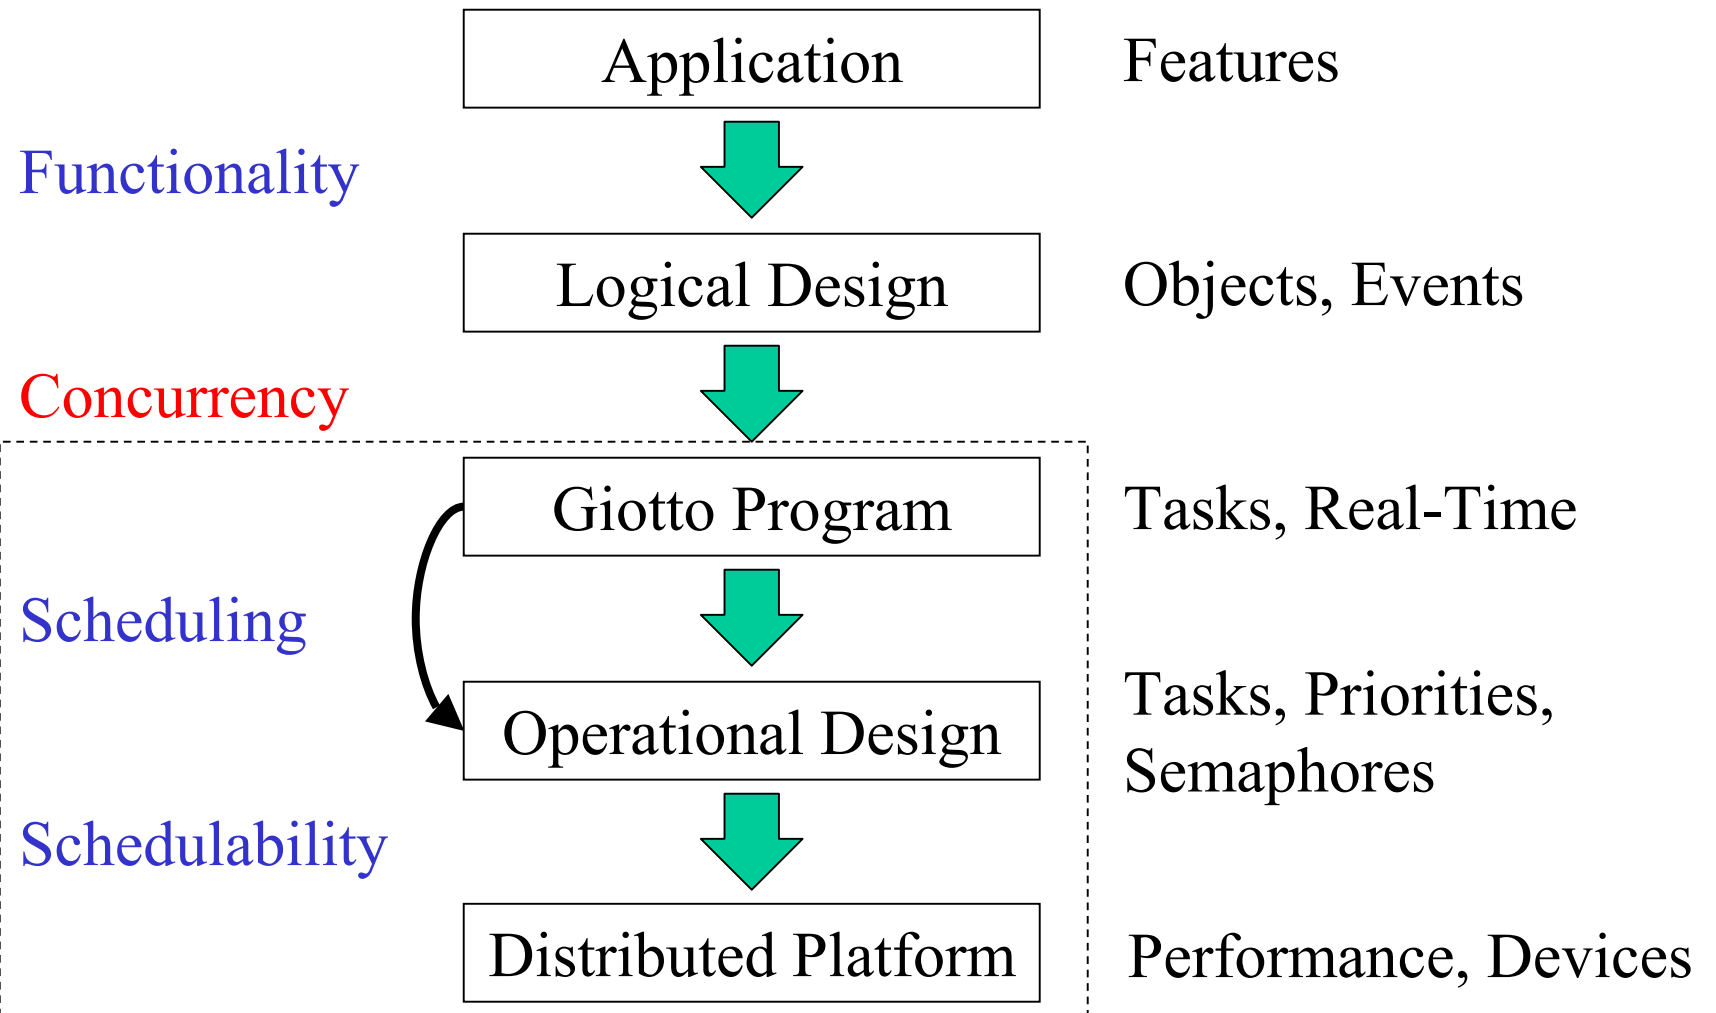 Application
Features
Functionality
Logical Design
Objects, Events
Concurrency
Giotto Program
Tasks, Real-Time
Scheduling
Operational Design
Tasks, Priorities,
Semaphores
Schedulability
Distributed Platform
Performance, Devices